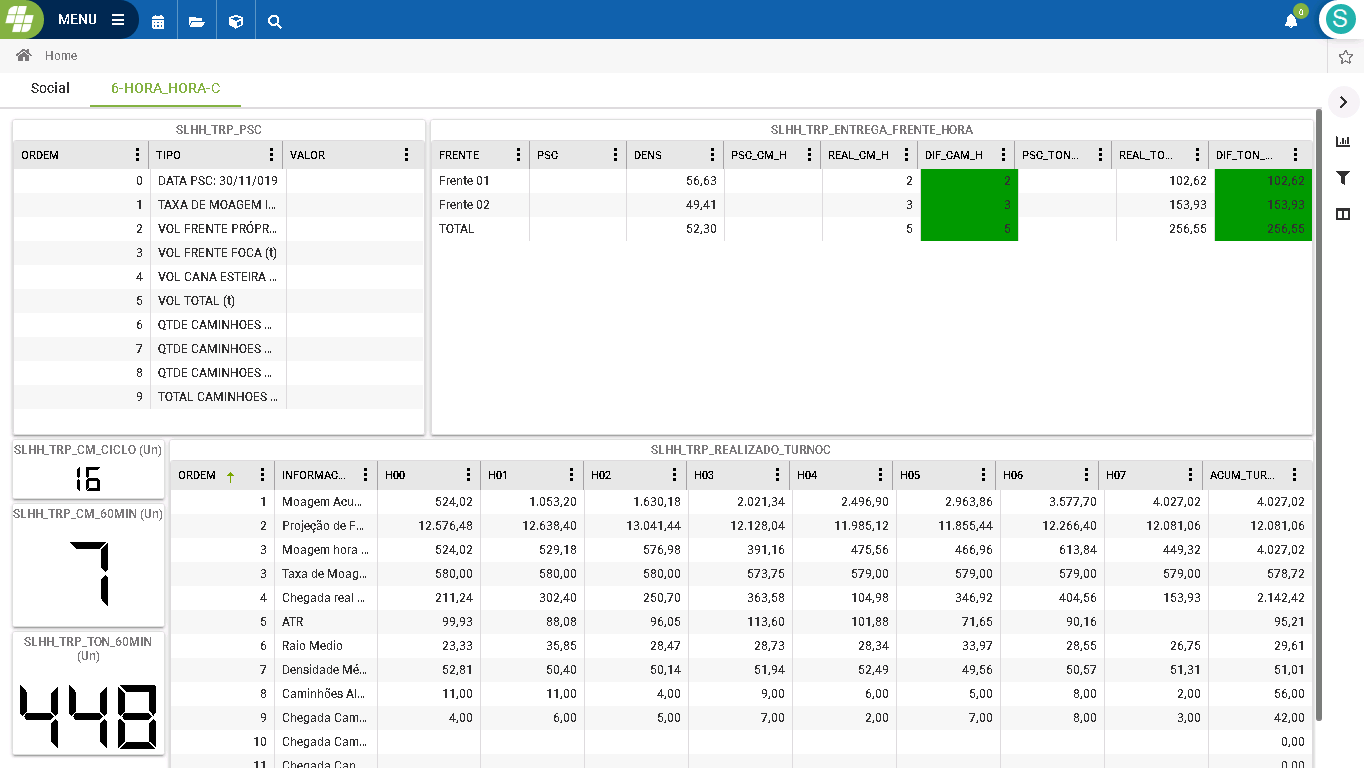 MENU
0
S
Home
Social 6-HORA_HORA-C
SLHH_TRP_PSC
ORDEM TIPO VALOR
0 DATA PSC: 30/11/019
1 TAXA DE MOAGEM I...
2 VOL FRENTE PRÓPR...
3 VOL FRENTE FOCA (t)
4 VOL CANA ESTEIRA ...
5 VOL TOTAL (t)
6 QTDE CAMINHOES ...
7 QTDE CAMINHOES ...
8 QTDE CAMINHOES ...
9 TOTAL CAMINHOES ...
SLHH_TRP_ENTREGA_FRENTE_HORA
FRENTE PSC DENS PSC_CM_H REAL_CM_H DIF_CAM_H PSC_TON... REAL_TO... DIF_TON_...
Frente 01 56,63 2 2 102,62 102,62
Frente 02 49,41 3 3 153,93 153,93
TOTAL 52,30 5 5 256,55 256,55
SLHH_TRP_CM_CICLO (Un)
16
SLHH_TRP_CM_60MIN (Un)
7
SLHH_TRP_TON_60MIN
(Un)
448
SLHH_TRP_REALIZADO_TURNOC
ORDEM INFORMAC... H00 H01 H02 H03 H04 H05 H06 H07 ACUM_TUR...
1 Moagem Acu... 524,02 1.053,20 1.630,18 2.021,34 2.496,90 2.963,86 3.577,70 4.027,02 4.027,02
2 Projeção de F... 12.576,48 12.638,40 13.041,44 12.128,04 11.985,12 11.855,44 12.266,40 12.081,06 12.081,06
3 Moagem hora ... 524,02 529,18 576,98 391,16 475,56 466,96 613,84 449,32 4.027,02
3 Taxa de Moag... 580,00 580,00 580,00 573,75 579,00 579,00 579,00 579,00 578,72
4 Chegada real ... 211,24 302,40 250,70 363,58 104,98 346,92 404,56 153,93 2.142,42
5 ATR 99,93 88,08 96,05 113,60 101,88 71,65 90,16 95,21
6 Raio Medio 23,33 35,85 28,47 28,73 28,34 33,97 28,55 26,75 29,61
7 Densidade Mé... 52,81 50,40 50,14 51,94 52,49 49,56 50,57 51,31 51,01
8 Caminhões Al... 11,00 11,00 4,00 9,00 6,00 5,00 8,00 2,00 56,00
9 Chegada Cam... 4,00 6,00 5,00 7,00 2,00 7,00 8,00 3,00 42,00
10 Chegada Cam... 0,00
11 Chegada Can... 0,00